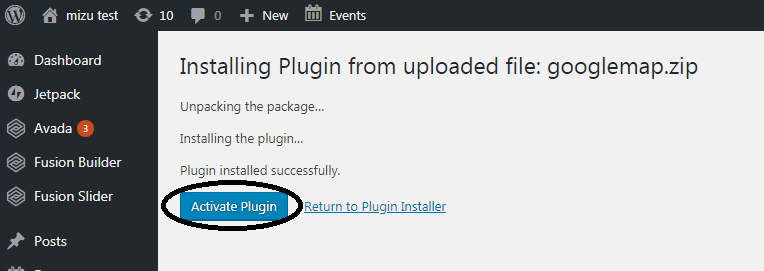 mizu test 10 0 New Events
Dashboard
Jetpack
Avada 3
Fusion Builder
Fusion Slider
Posts
Installing Plugin from uploaded file: googlemap.zip
Unpacking the package…
Installing the plugin…
Plugin installed successfully.
Activate Plugin Return to Plugin Installer